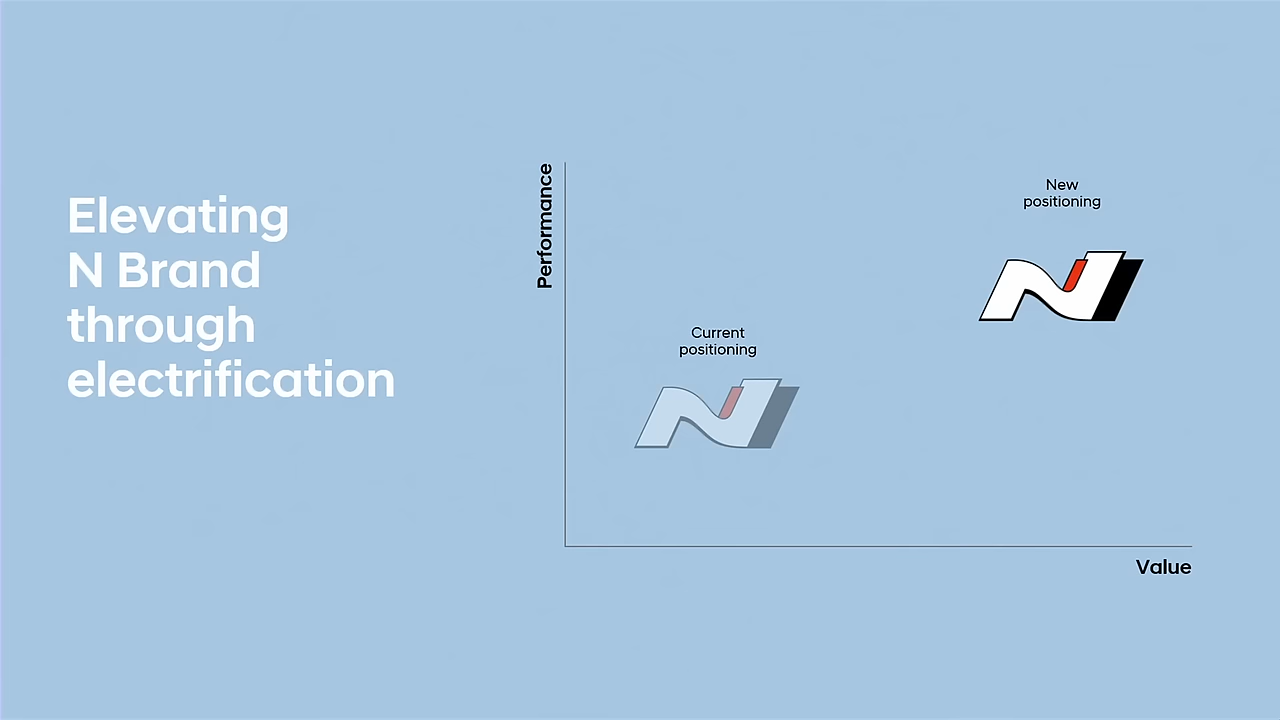 Elevating
N Brand
through
electrification
Performance
New
positioning
N
Current
positioning
N
Value